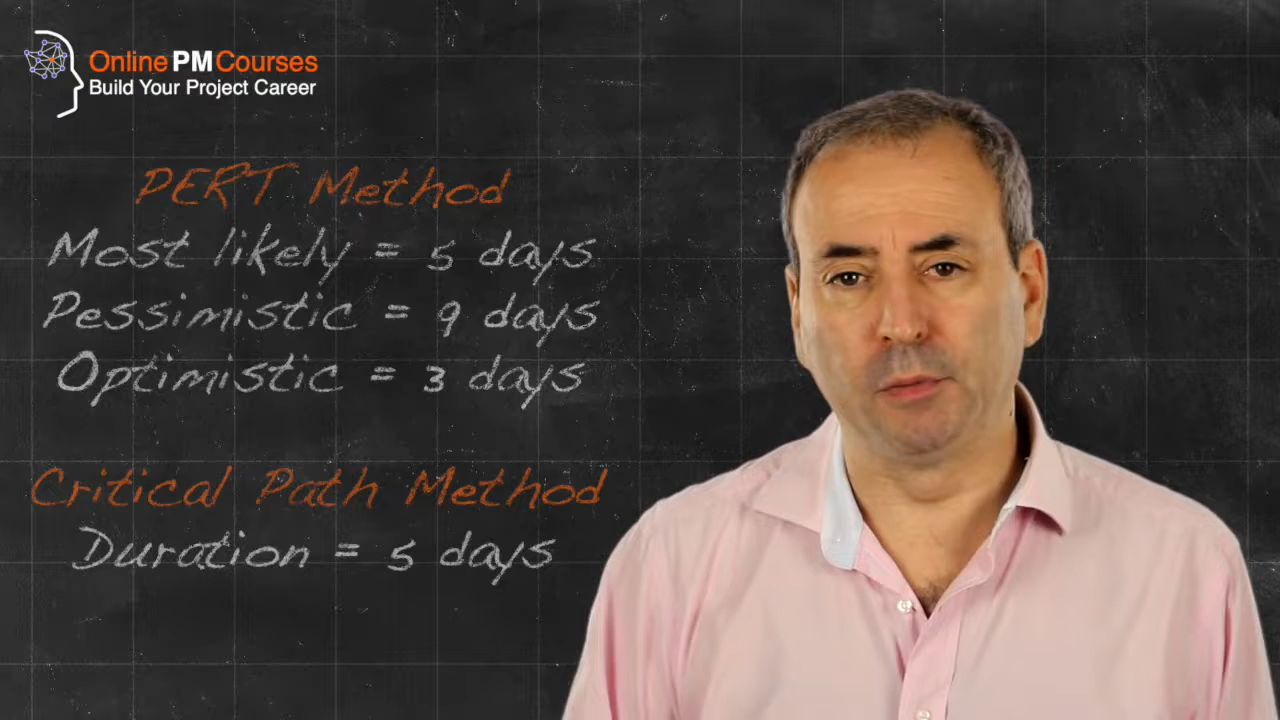 Online PM Courses
Build Your Project Career
PERT Method
Most likely = 5 days
Pessimistic = 9 days
Optimistic = 3 days
Critical Path Method
Duration = 5 days